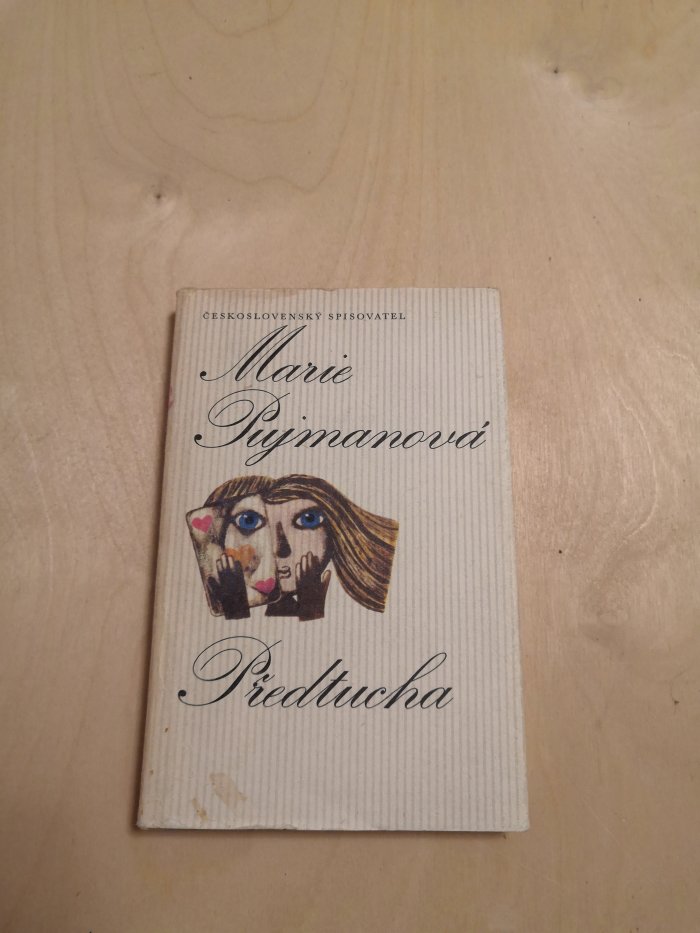 ČESKOSLOVENSKÝ SPISOVATEL
Marie
Pujmanová
Předtucha